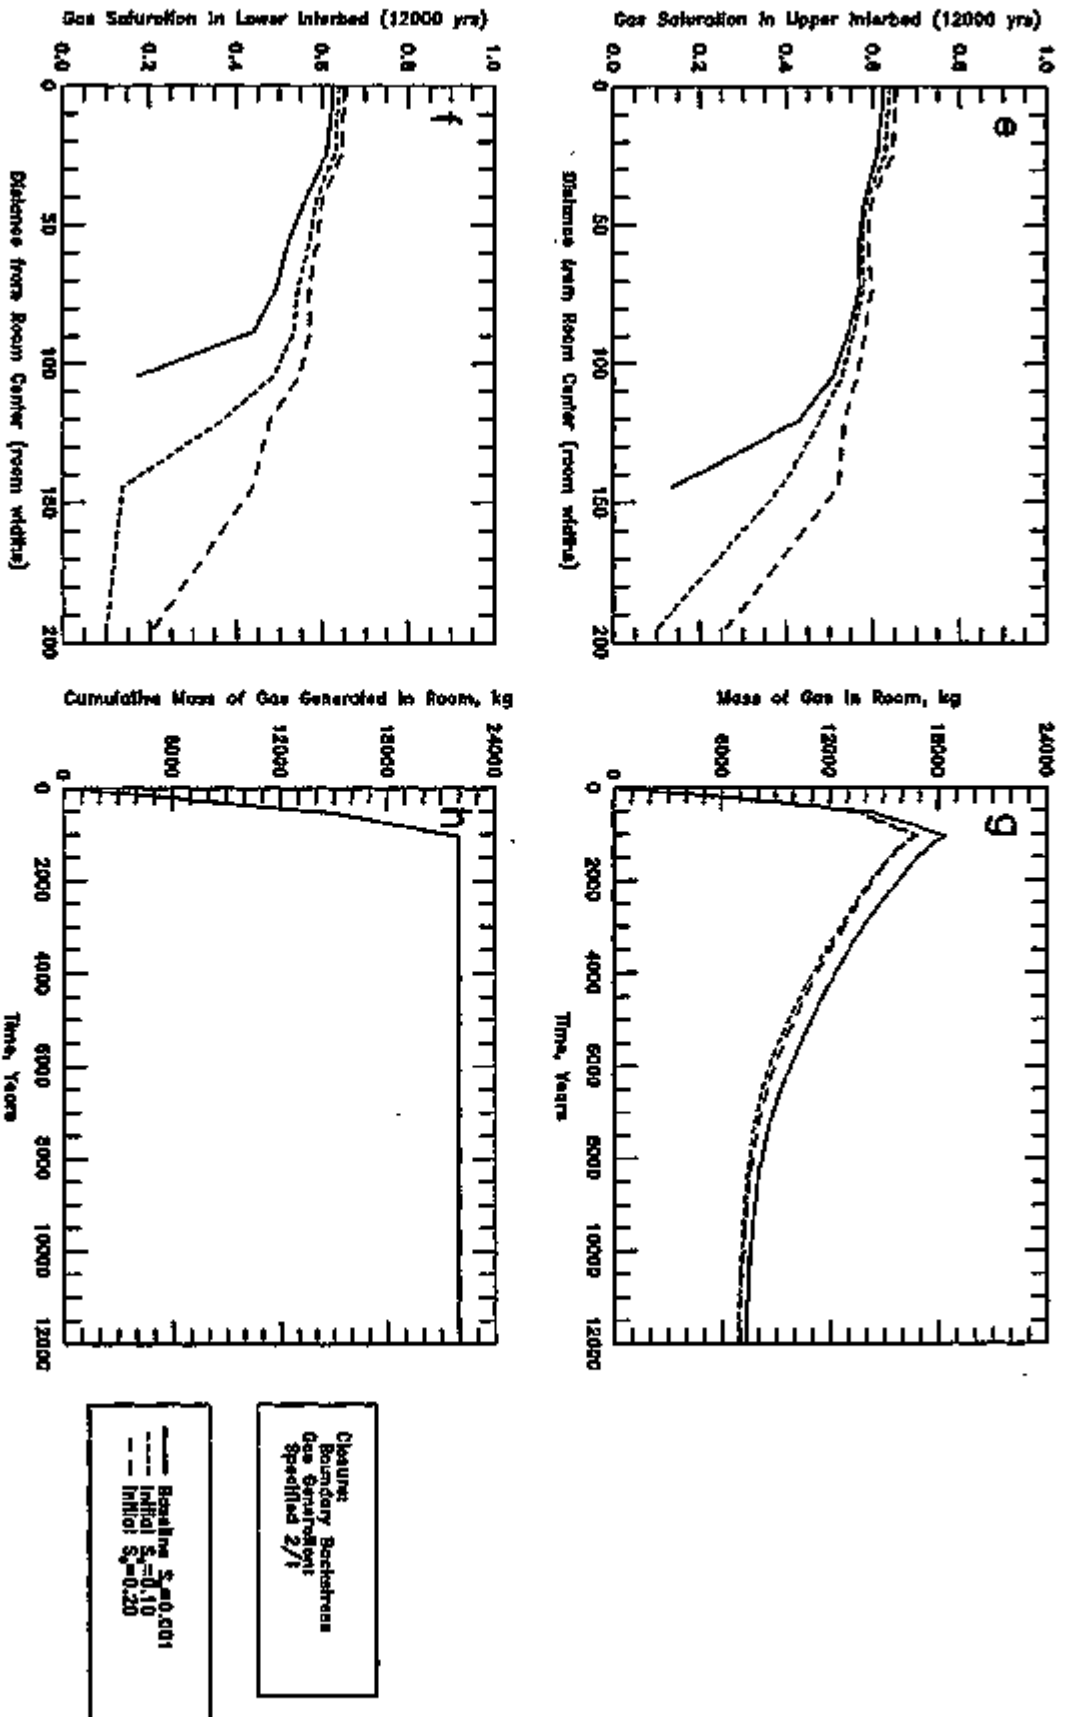 e
Gas Saturation in Upper Interbed (12000 yrs)
1.0
0.8
0.6
0.4
0.2
0.0
0
50
100
150
200
Distance from Room Center (room widths)
g
Mass of Gas in Room, kg
24000
18000
12000
6000
0
0
2000
4000
6000
8000
10000
12000
Time, Years
f
Gas Saturation in Lower Interbed (12000 yrs)
1.0
0.8
0.6
0.4
0.2
0.0
0
50
100
150
200
Distance from Room Center (room widths)
h
Cumulative Mass of Gas Generated in Room, kg
24000
18000
12000
6000
0
0
2000
4000
6000
8000
10000
12000
Time, Years
Closure:
Boundary Backstress
Gas Generation:
Specified 2/1
Baseline Sg=0.001
Initial Sg=0.10
Initial Sg=0.20